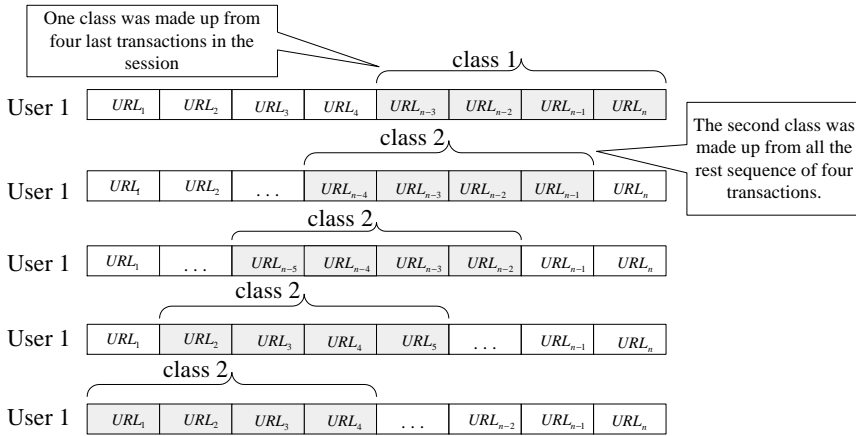 One class was made up from
four last transactions in the
session
class 1
User 1 URL₁ URL₂ URL₃ URL₄ URLₙ₋₃ URLₙ₋₂ URLₙ₋₁ URLₙ
The second class was
made up from all the
rest sequence of four
transactions.
class 2
User 1 URL₁ URL₂ ... URLₙ₋₄ URLₙ₋₃ URLₙ₋₂ URLₙ₋₁ URLₙ
class 2
User 1 URL₁ ... URLₙ₋₅ URLₙ₋₄ URLₙ₋₃ URLₙ₋₂ URLₙ₋₁ URLₙ
class 2
User 1 URL₁ URL₂ URL₃ URL₄ URL₅ ... URLₙ₋₁ URLₙ
class 2
User 1 URL₁ URL₂ URL₃ URL₄ ... URLₙ₋₂ URLₙ₋₁ URLₙ